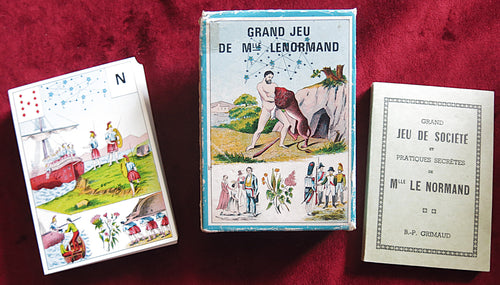 N
GRAND JEU
DE MLLE LENORMAND
GRAND
JEU DE SOCIÉTÉ
ET
PRATIQUES SECRÈTES
DE
MLLE LE NORMAND
B.-P. GRIMAUD